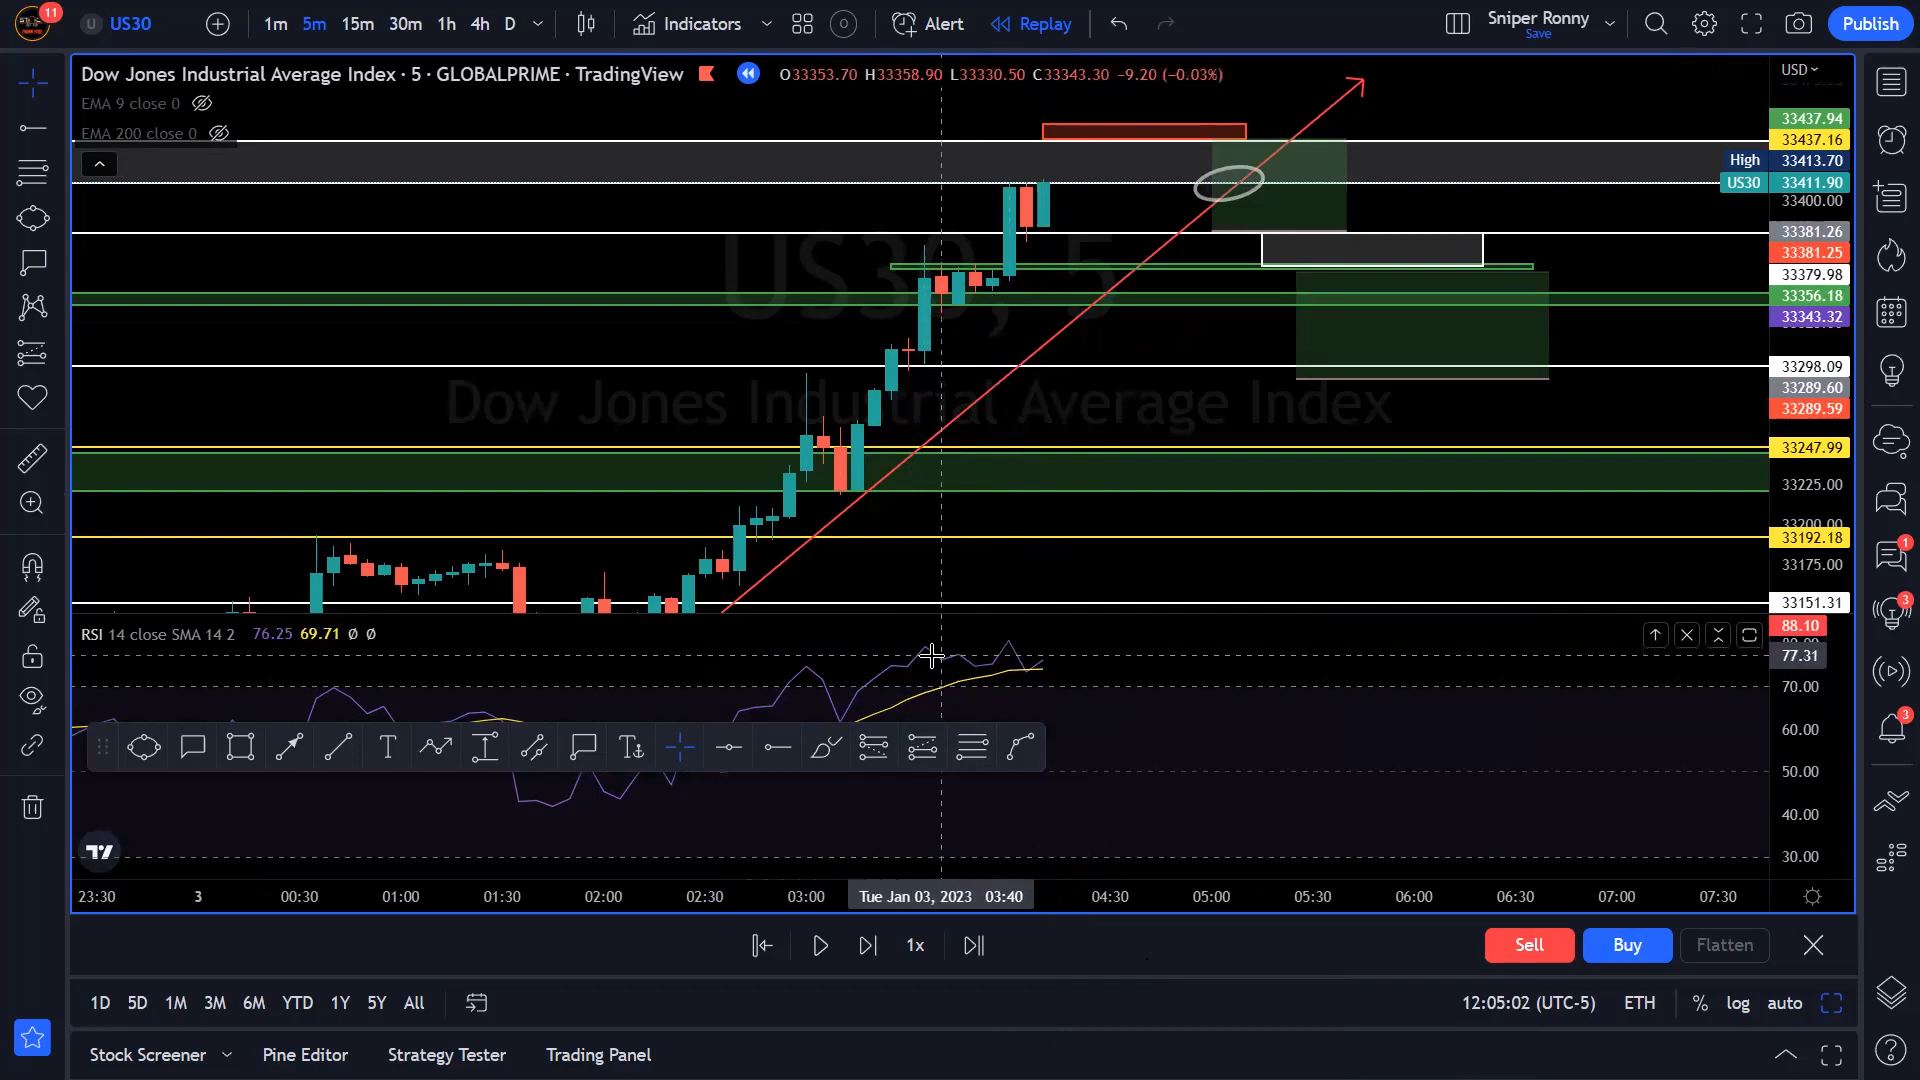 11
U US30
1m 5m 15m 30m 1h 4h D
Indicators
Alert
Replay
Sniper Ronny
Save
Publish
Dow Jones Industrial Average Index · 5 · GLOBALPRIME · TradingView
O33353.70 H33358.90 L33330.50 C33343.30 −9.20 (−0.03%)
USD
EMA 9 close 0
EMA 200 close 0
33437.94
33437.16
High 33413.70
US30 33411.90
33400.00
33381.26
33381.25
33379.98
33356.18
33343.32
33298.09
33289.60
33289.59
33247.99
33225.00
33200.00
33192.18
33175.00
33151.31
US30, 5
Dow Jones Industrial Average Index
RSI 14 close SMA 14 2 76.25 69.71 Ø Ø
88.10
77.31
70.00
60.00
50.00
40.00
30.00
T
23:30 3 00:30 01:00 01:30 02:00 02:30 03:00 Tue Jan 03, 2023 03:40 04:30 05:00 05:30 06:00 06:30 07:00 07:30
1x
Sell Buy Flatten
1D 5D 1M 3M 6M YTD 1Y 5Y All
12:05:02 (UTC-5) ETH % log auto
Stock Screener Pine Editor Strategy Tester Trading Panel
1
3
3